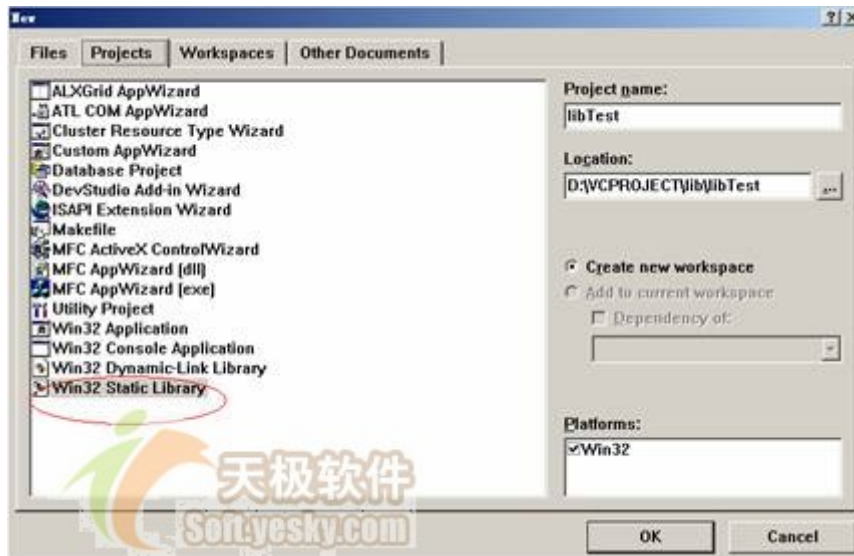 New
Files Projects Workspaces Other Documents
ALXGrid AppWizard
ATL COM AppWizard
Cluster Resource Type Wizard
Custom AppWizard
Database Project
DevStudio Add-in Wizard
ISAPI Extension Wizard
Makefile
MFC ActiveX ControlWizard
MFC AppWizard (dll)
MFC AppWizard (exe)
Utility Project
Win32 Application
Win32 Console Application
Win32 Dynamic-Link Library
Win32 Static Library
Project name:
libTest
Location:
D:\VCPROJECT\lib\libTest
...
Create new workspace
Add to current workspace
Dependency of:
Platforms:
Win32
天极软件
Soft.yesky.com
OK Cancel